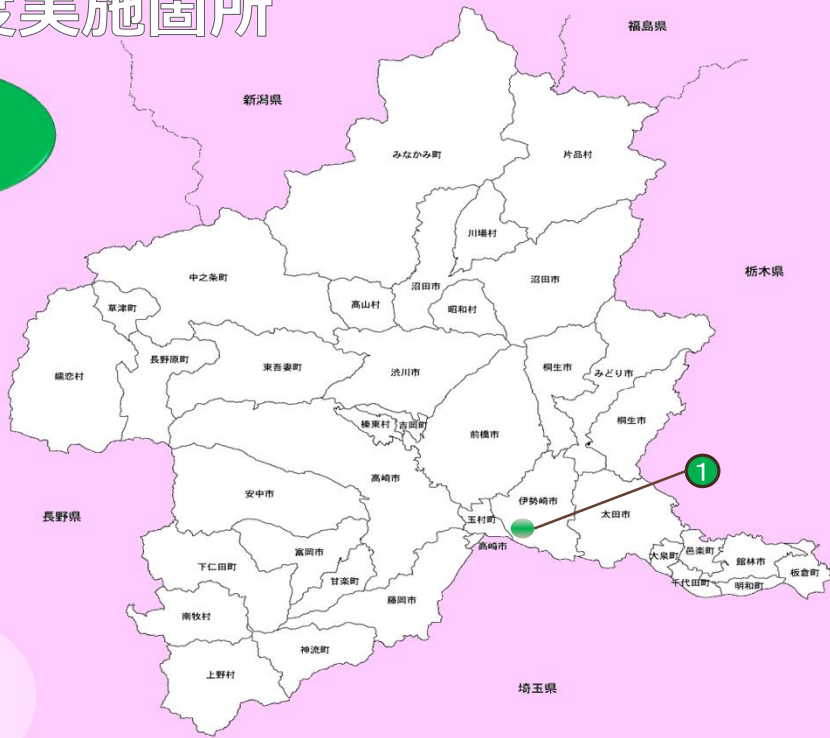 度実施箇所
福島県
新潟県
みなかみ町
片品村
川場村
栃木県
中之条町
沼田市
沼田市
草津町
高山村
昭和村
長野原町
東吾妻町
渋川市
桐生市
みどり市
嬬恋村
榛東村
吉岡町
桐生市
前橋市
1
高崎市
安中市
伊勢崎市
長野県
玉村町
太田市
高崎市
富岡市
大泉町
邑楽町
館林市
下仁田町
甘楽町
千代田町
明和町
板倉町
藤岡市
南牧村
神流町
上野村
埼玉県